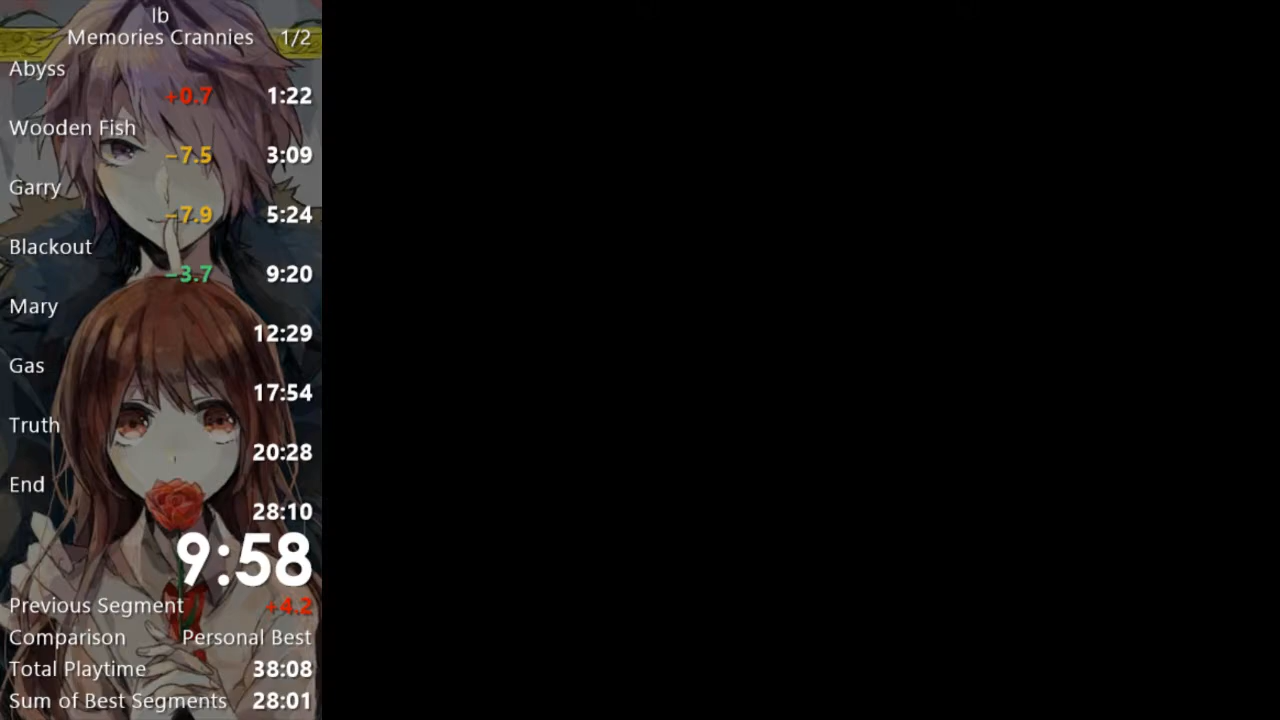 Ib
Memories Crannies 1/2
Abyss
+0.7 1:22
Wooden Fish
−7.5 3:09
Garry
−7.9 5:24
Blackout
−3.7 9:20
Mary
12:29
Gas
17:54
Truth
20:28
End
28:10
9:58
Previous Segment +4.2
Comparison Personal Best
Total Playtime 38:08
Sum of Best Segments 28:01